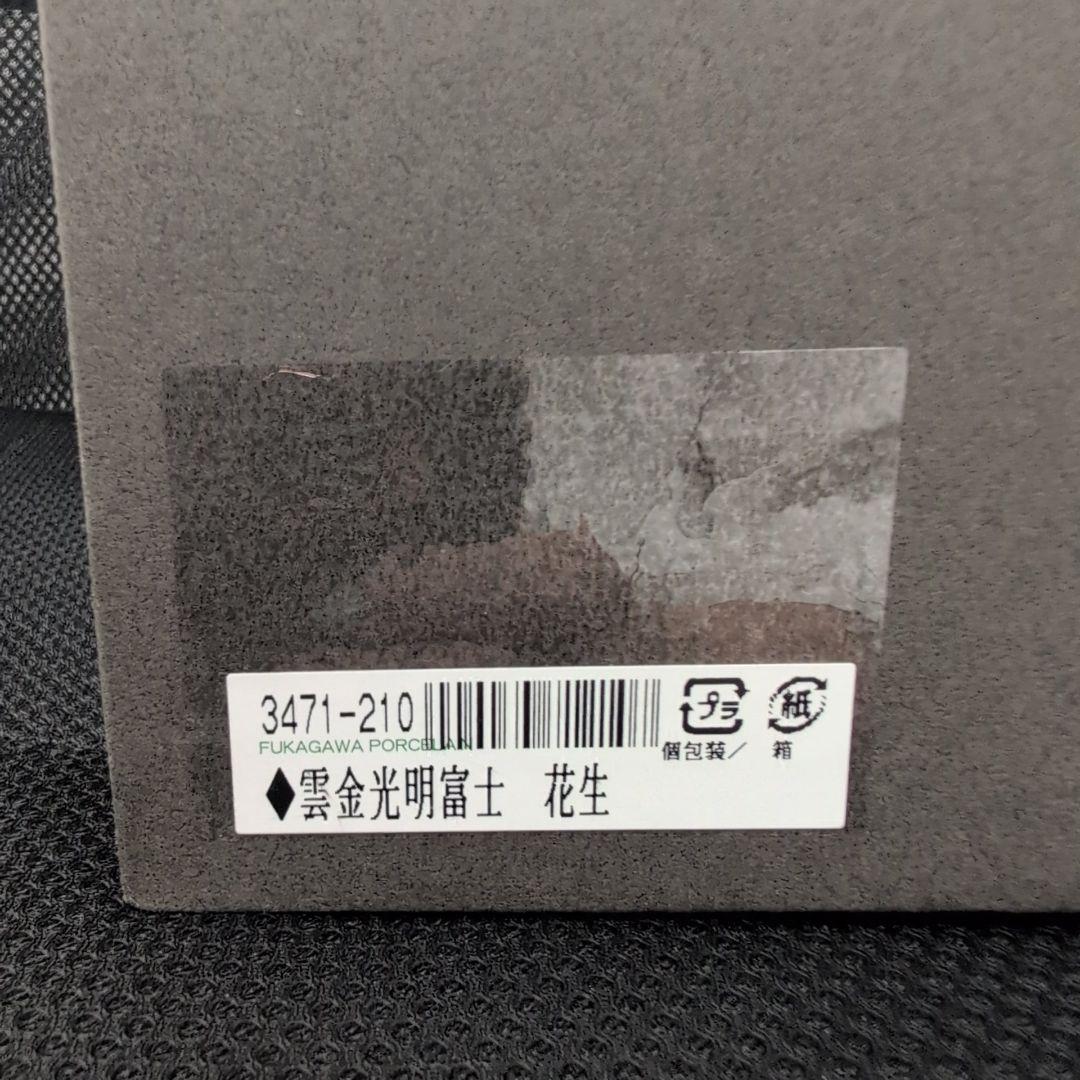 3471-210
プラ 紙
FUKAGAWA PORCELAIN
個包装／ 箱
♦雲金光明富士 花生